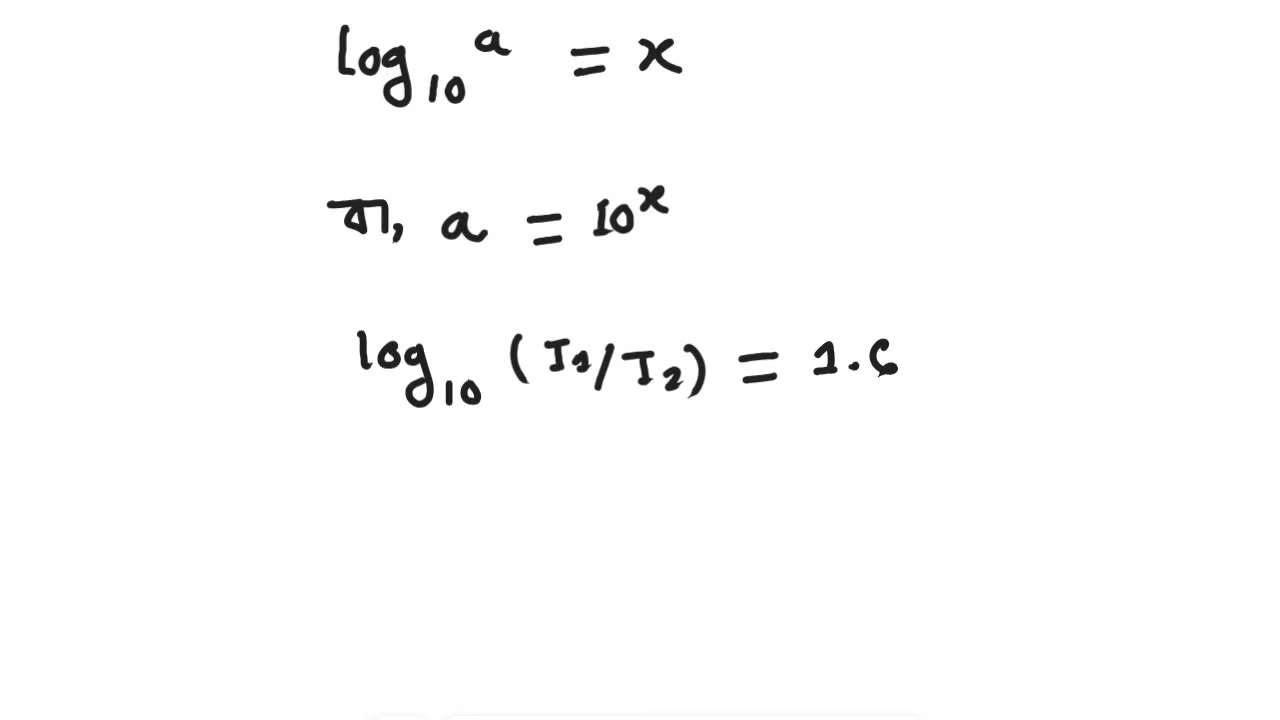 log₁₀ a = x
বা, a = 10ˣ
log₁₀ (I₁/I₂) = 1.6